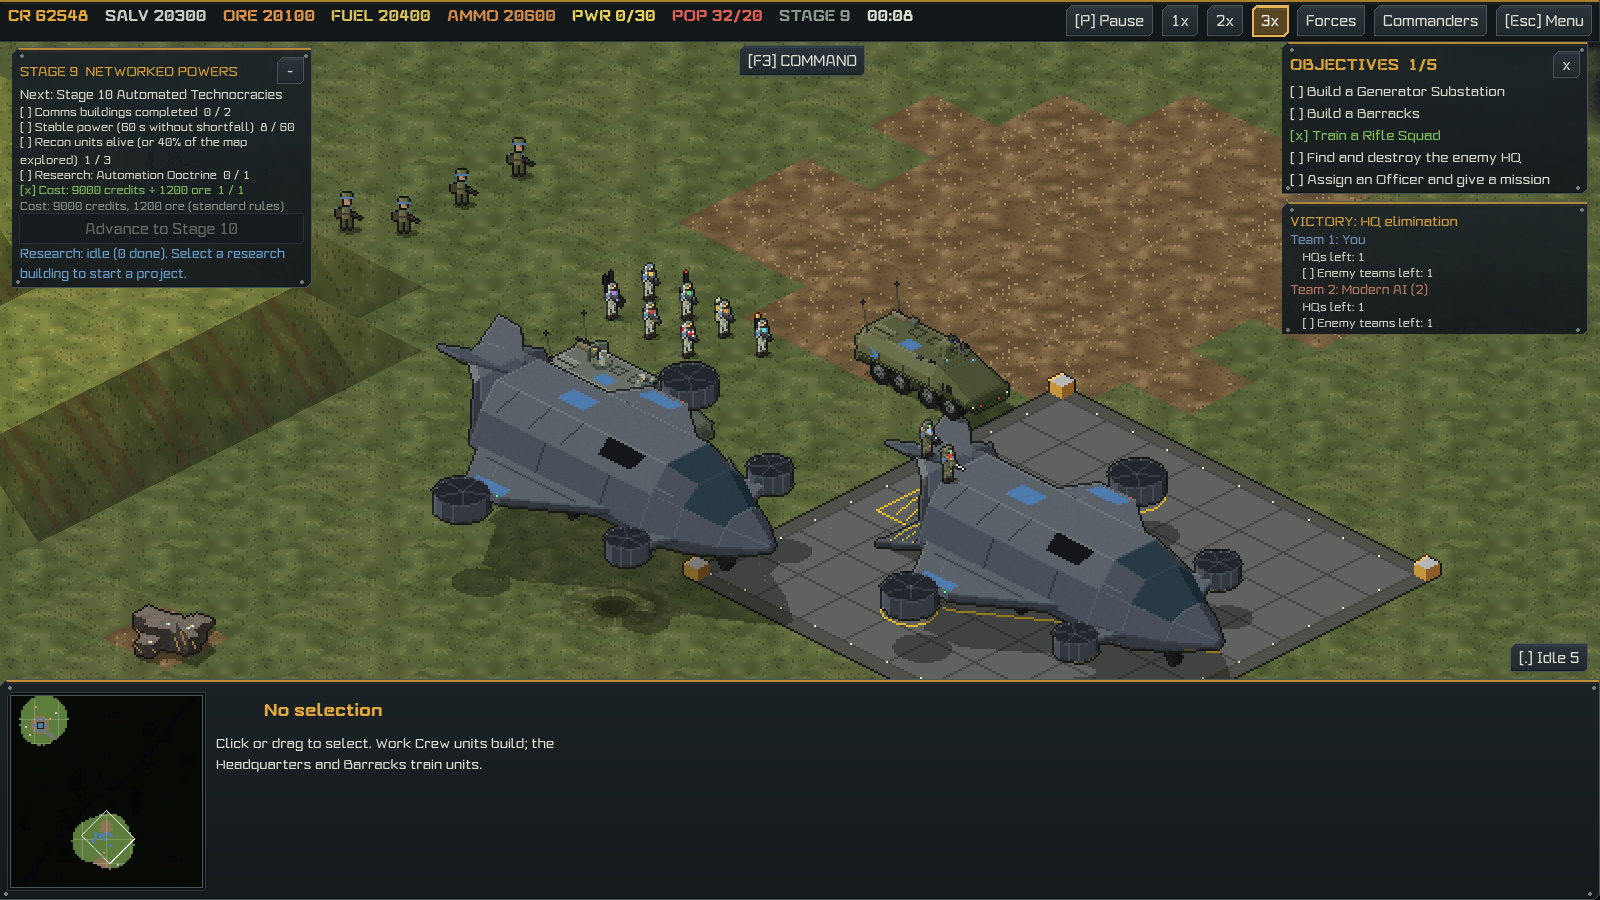 CR 62548 SALV 20300 ORE 20100 FUEL 20400 AMMO 20600 PWR 0/30 POP 32/20 STAGE 9 00:08
[P] Pause 1x 2x 3x Forces Commanders [Esc] Menu
[F3] COMMAND
STAGE 9 NETWORKED POWERS -
Next: Stage 10 Automated Technocracies
[ ] Comms buildings completed 0 / 2
[ ] Stable power (60 s without shortfall) 8 / 60
[ ] Recon units alive (or 40% of the map
explored) 1 / 3
[ ] Research: Automation Doctrine 0 / 1
[x] Cost: 9000 credits + 1200 ore 1 / 1
Cost: 9000 credits, 1200 ore (standard rules)
Advance to Stage 10
Research: idle (0 done). Select a research
building to start a project.
OBJECTIVES 1/5 x
[ ] Build a Generator Substation
[ ] Build a Barracks
[x] Train a Rifle Squad
[ ] Find and destroy the enemy HQ
[ ] Assign an Officer and give a mission
VICTORY: HQ elimination
Team 1: You
HQs left: 1
[ ] Enemy teams left: 1
Team 2: Modern AI (2)
HQs left: 1
[ ] Enemy teams left: 1
[.] Idle 5
No selection
Click or drag to select. Work Crew units build; the
Headquarters and Barracks train units.